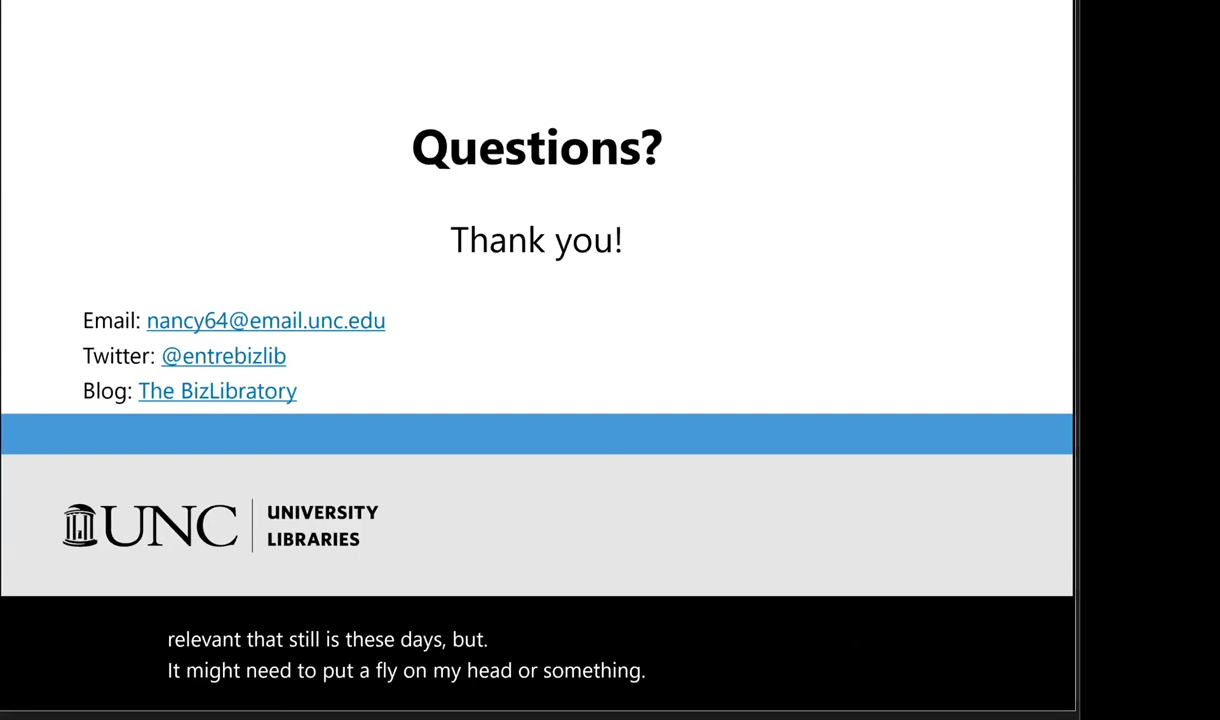 Questions?
Thank you!
Email: nancy64@email.unc.edu
Twitter: @entrebizlib
Blog: The BizLibratory
UNC UNIVERSITY
LIBRARIES
relevant that still is these days, but.
It might need to put a fly on my head or something.